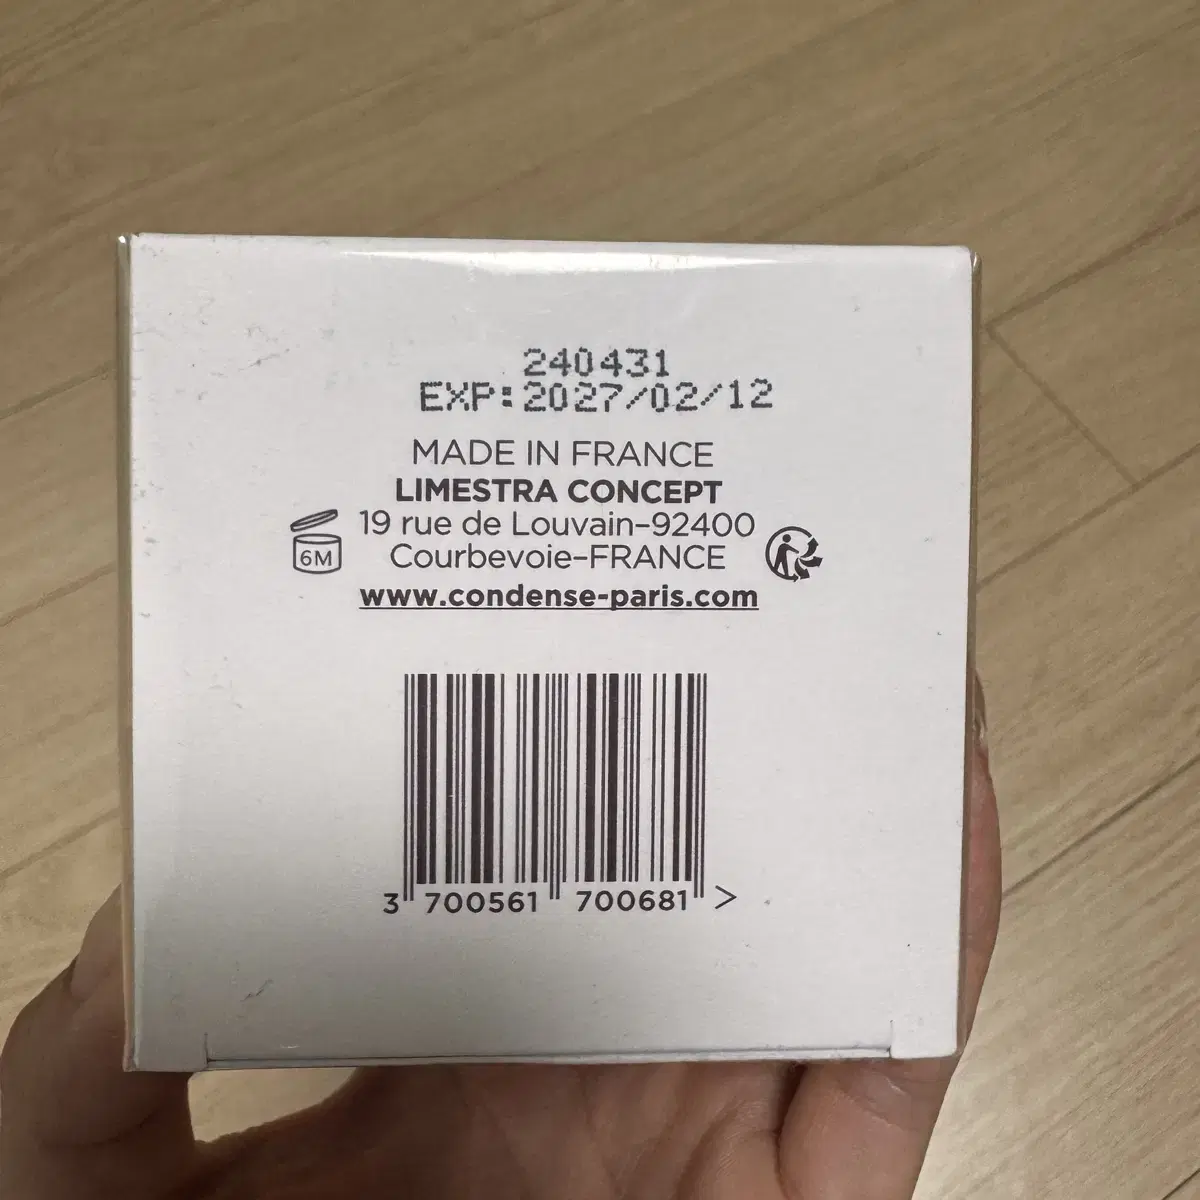 240431
EXP:2027/02/12
MADE IN FRANCE
LIMESTRA CONCEPT
19 rue de Louvain-92400
6M
Courbevoie-FRANCE
www.condense-paris.com
3 700561 700681 >